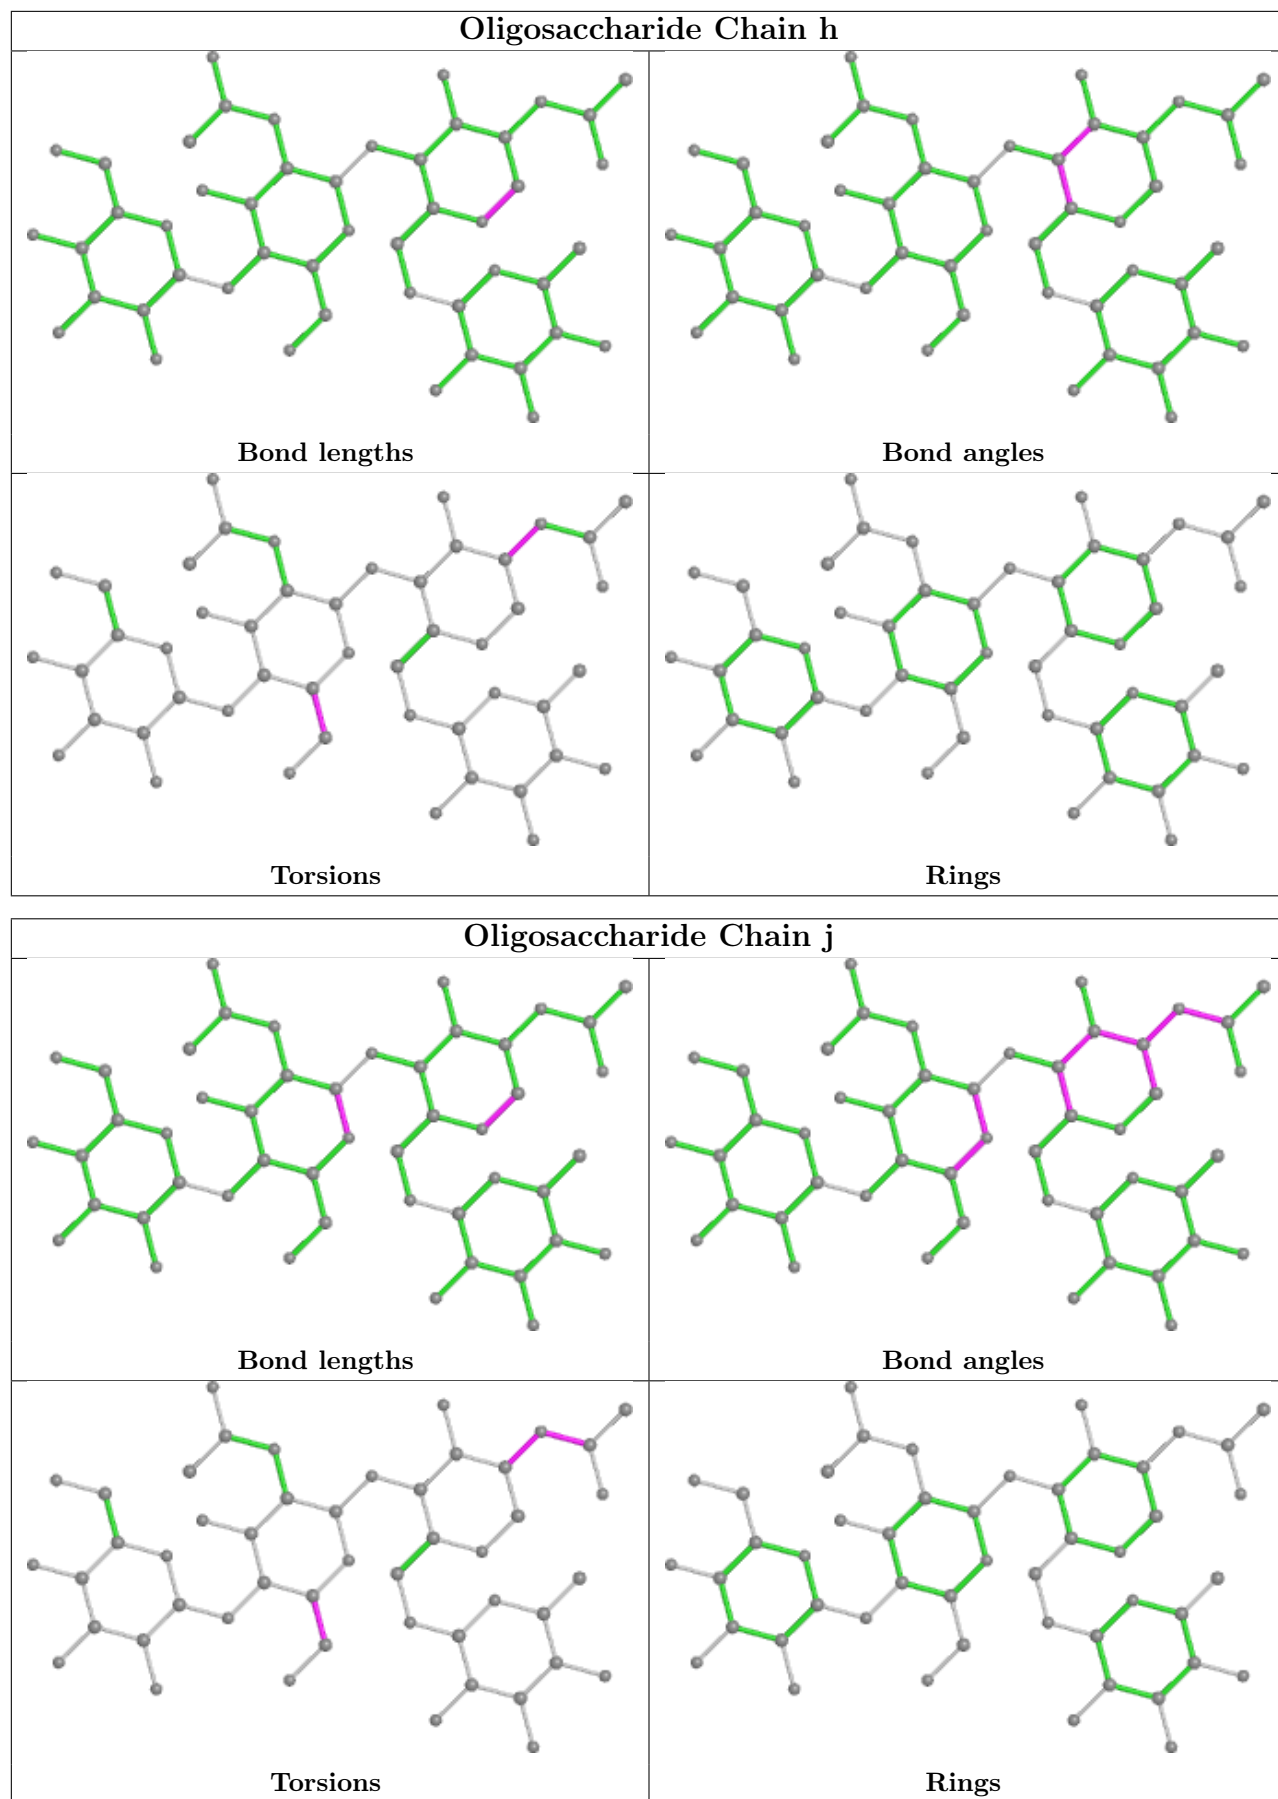 Oligosaccharide Chain h
Bond lengths
Bond angles
Torsions
Rings
Oligosaccharide Chain j
Bond lengths
Bond angles
Torsions
Rings